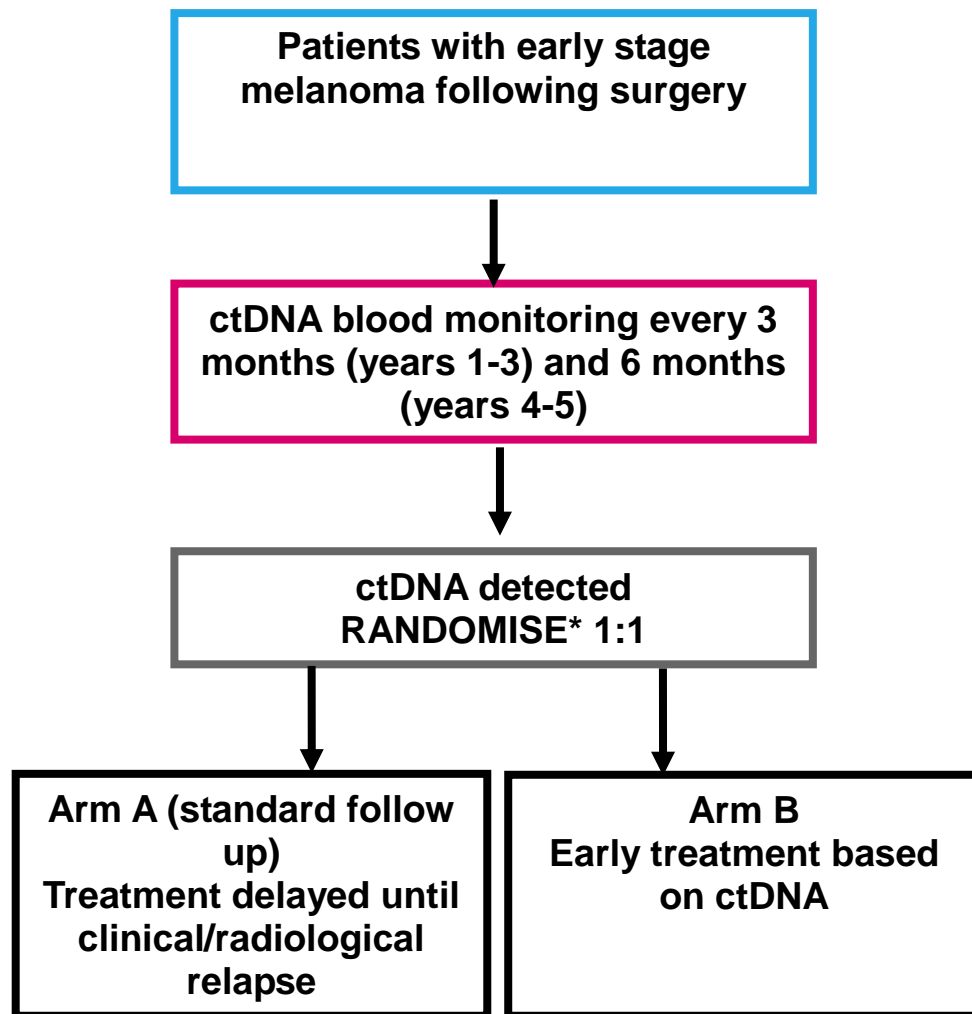 Patients with early stage
melanoma following surgery
ctDNA blood monitoring every 3
months (years 1-3) and 6 months
(years 4-5)
ctDNA detected
RANDOMISE* 1:1
Arm A (standard follow
up)
Treatment delayed until
clinical/radiological
relapse
Arm B
Early treatment based
on ctDNA